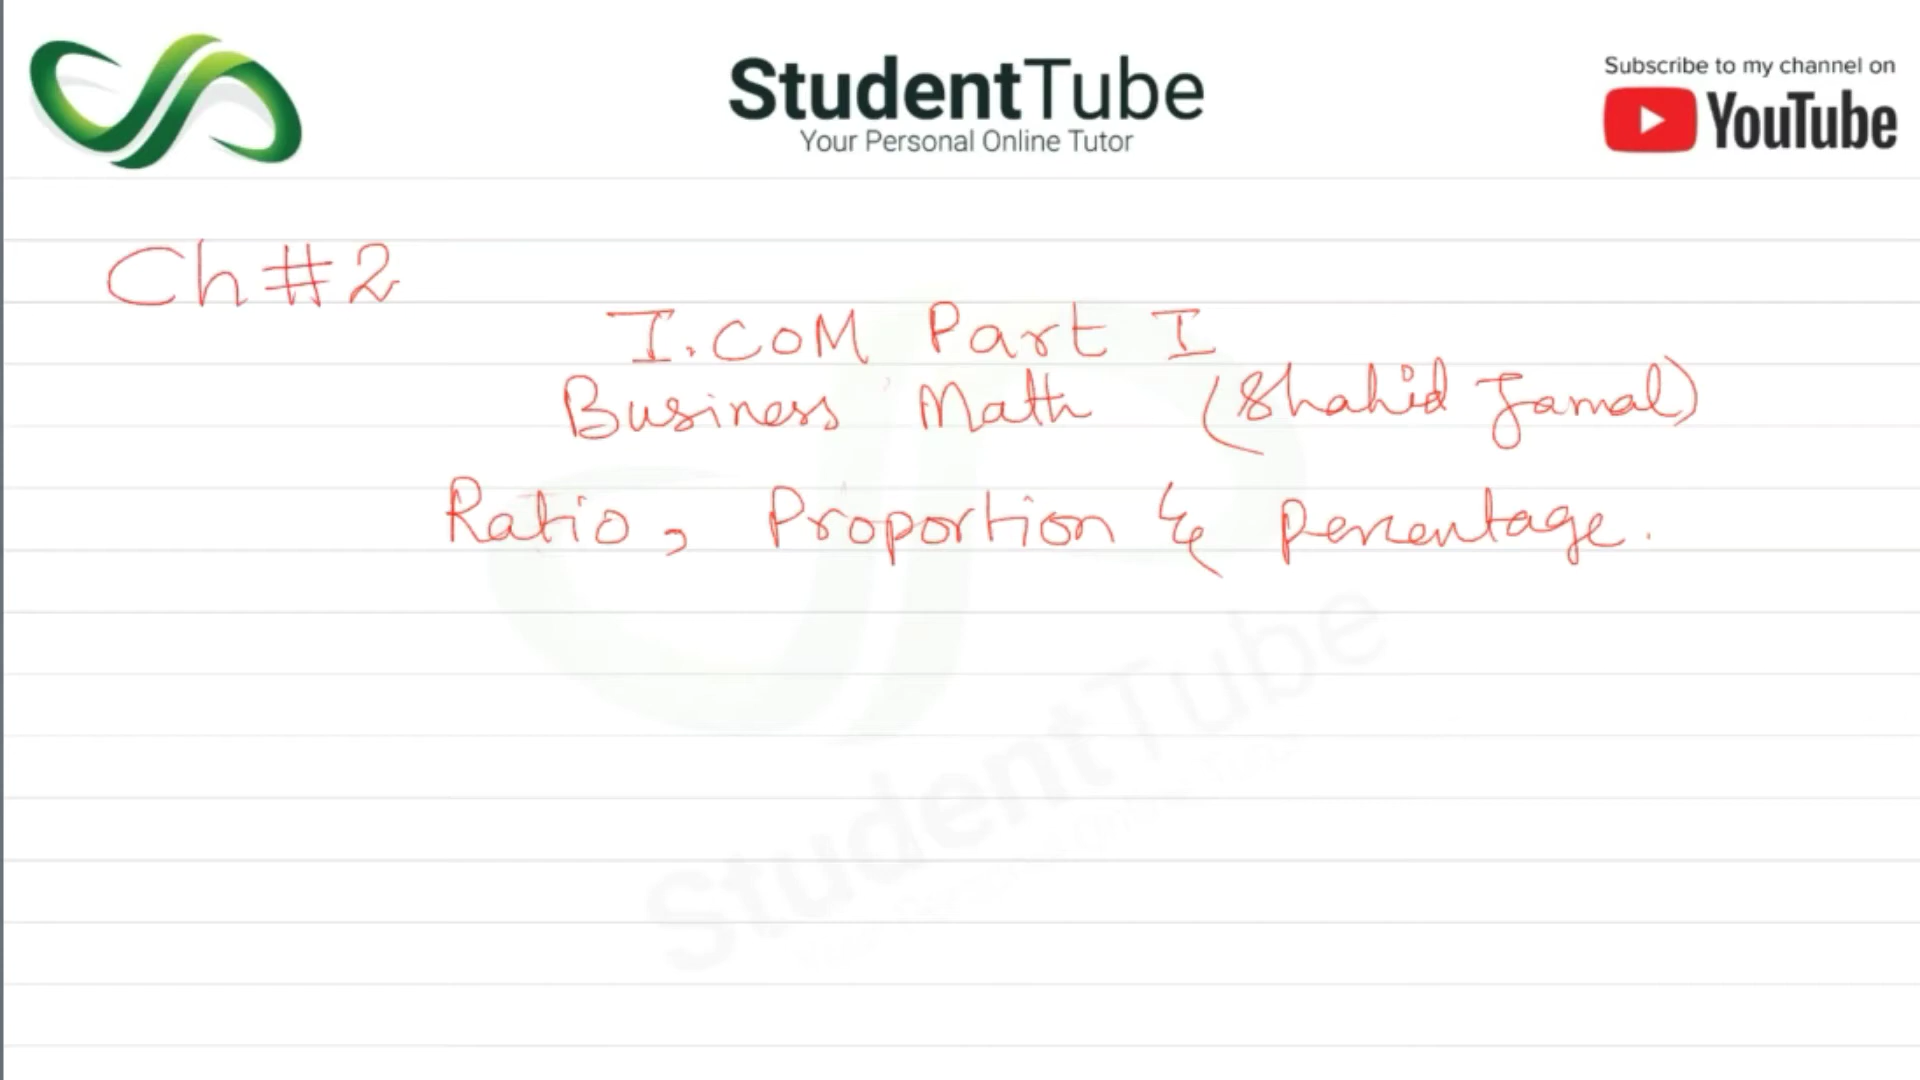 StudentTube
Your Personal Online Tutor
Subscribe to my channel on
YouTube
Ch #2
I.COM Part I
Business Math (Shahid Jamal)
Ratio, Proportion & Percentage.
StudentTube